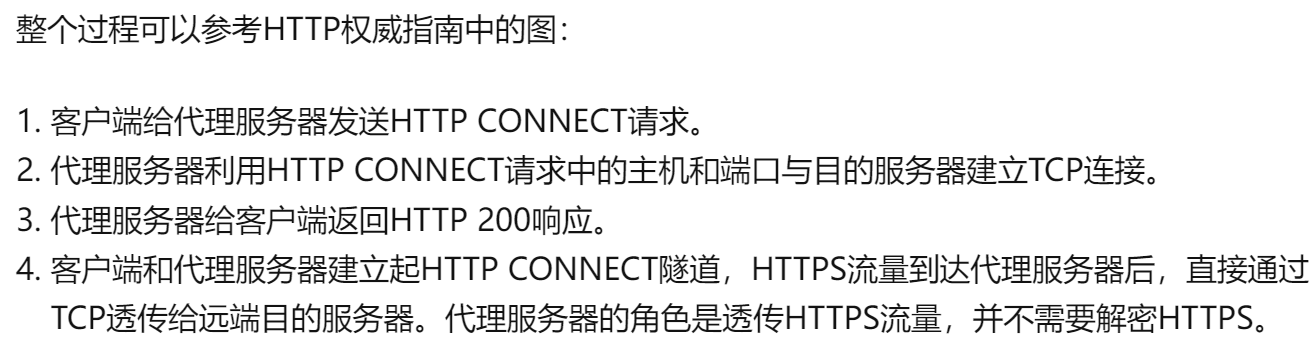 整个过程可以参考HTTP权威指南中的图：
1. 客户端给代理服务器发送HTTP CONNECT请求。
2. 代理服务器利用HTTP CONNECT请求中的主机和端口与目的服务器建立TCP连接。
3. 代理服务器给客户端返回HTTP 200响应。
4. 客户端和代理服务器建立起HTTP CONNECT隧道，HTTPS流量到达代理服务器后，直接通过
TCP透传给远端目的服务器。代理服务器的角色是透传HTTPS流量，并不需要解密HTTPS。